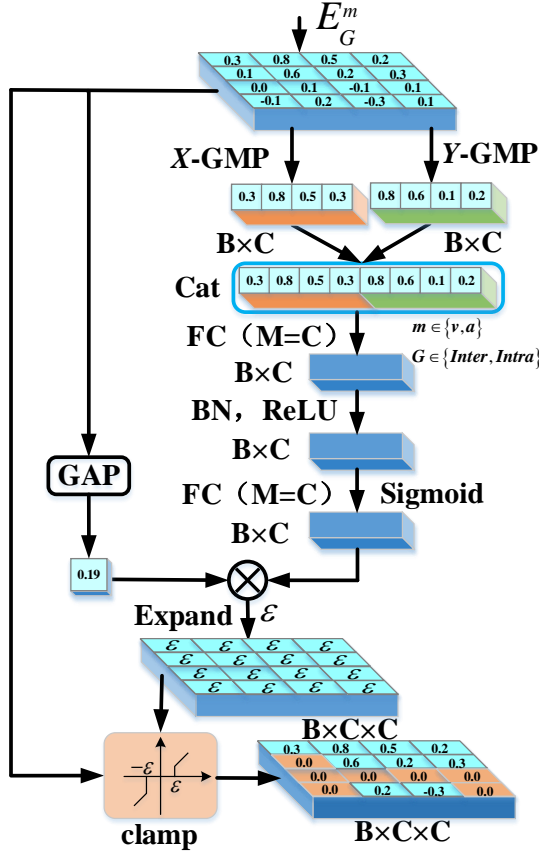 E_G^m
0.3 0.8 0.5 0.2
0.1 0.6 0.2 0.3
0.0 0.1 -0.1 0.1
-0.1 0.2 -0.3 0.1
X-GMP Y-GMP
0.3 0.8 0.5 0.3 0.8 0.6 0.1 0.2
B×C B×C
Cat 0.3 0.8 0.5 0.3 0.8 0.6 0.1 0.2
FC（M=C） m∈{v,a}
G∈{Inter,Intra}
B×C
BN，ReLU
B×C
GAP
FC（M=C） Sigmoid
B×C
0.19
Expand ε
ε ε ε ε
ε ε ε ε
ε ε ε ε
ε ε ε ε
B×C×C
0.3 0.8 0.5 0.2
0.0 0.6 0.2 0.3
0.0 0.0 0.0 0.0
0.0 0.2 -0.3 0.0
−ε
ε
clamp
B×C×C